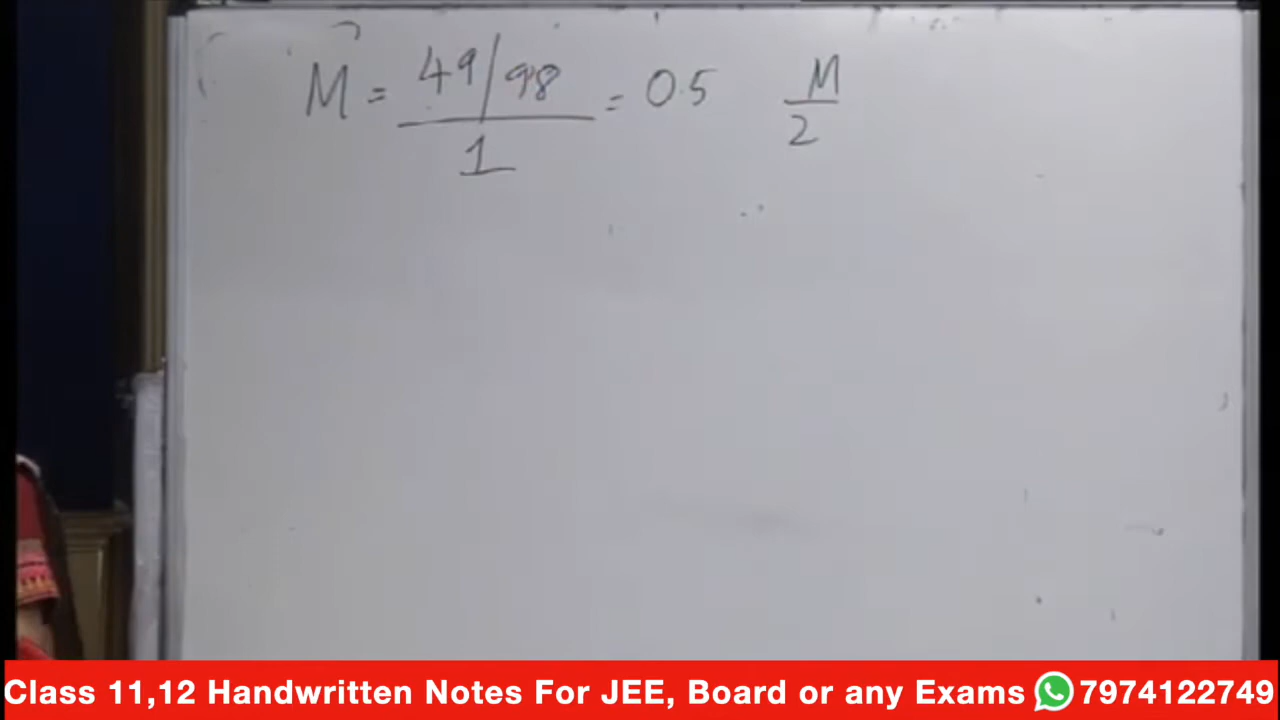 M = 49/98 / 1 = 0.5 M/2
Class 11,12 Handwritten Notes For JEE, Board or any Exams 7974122749